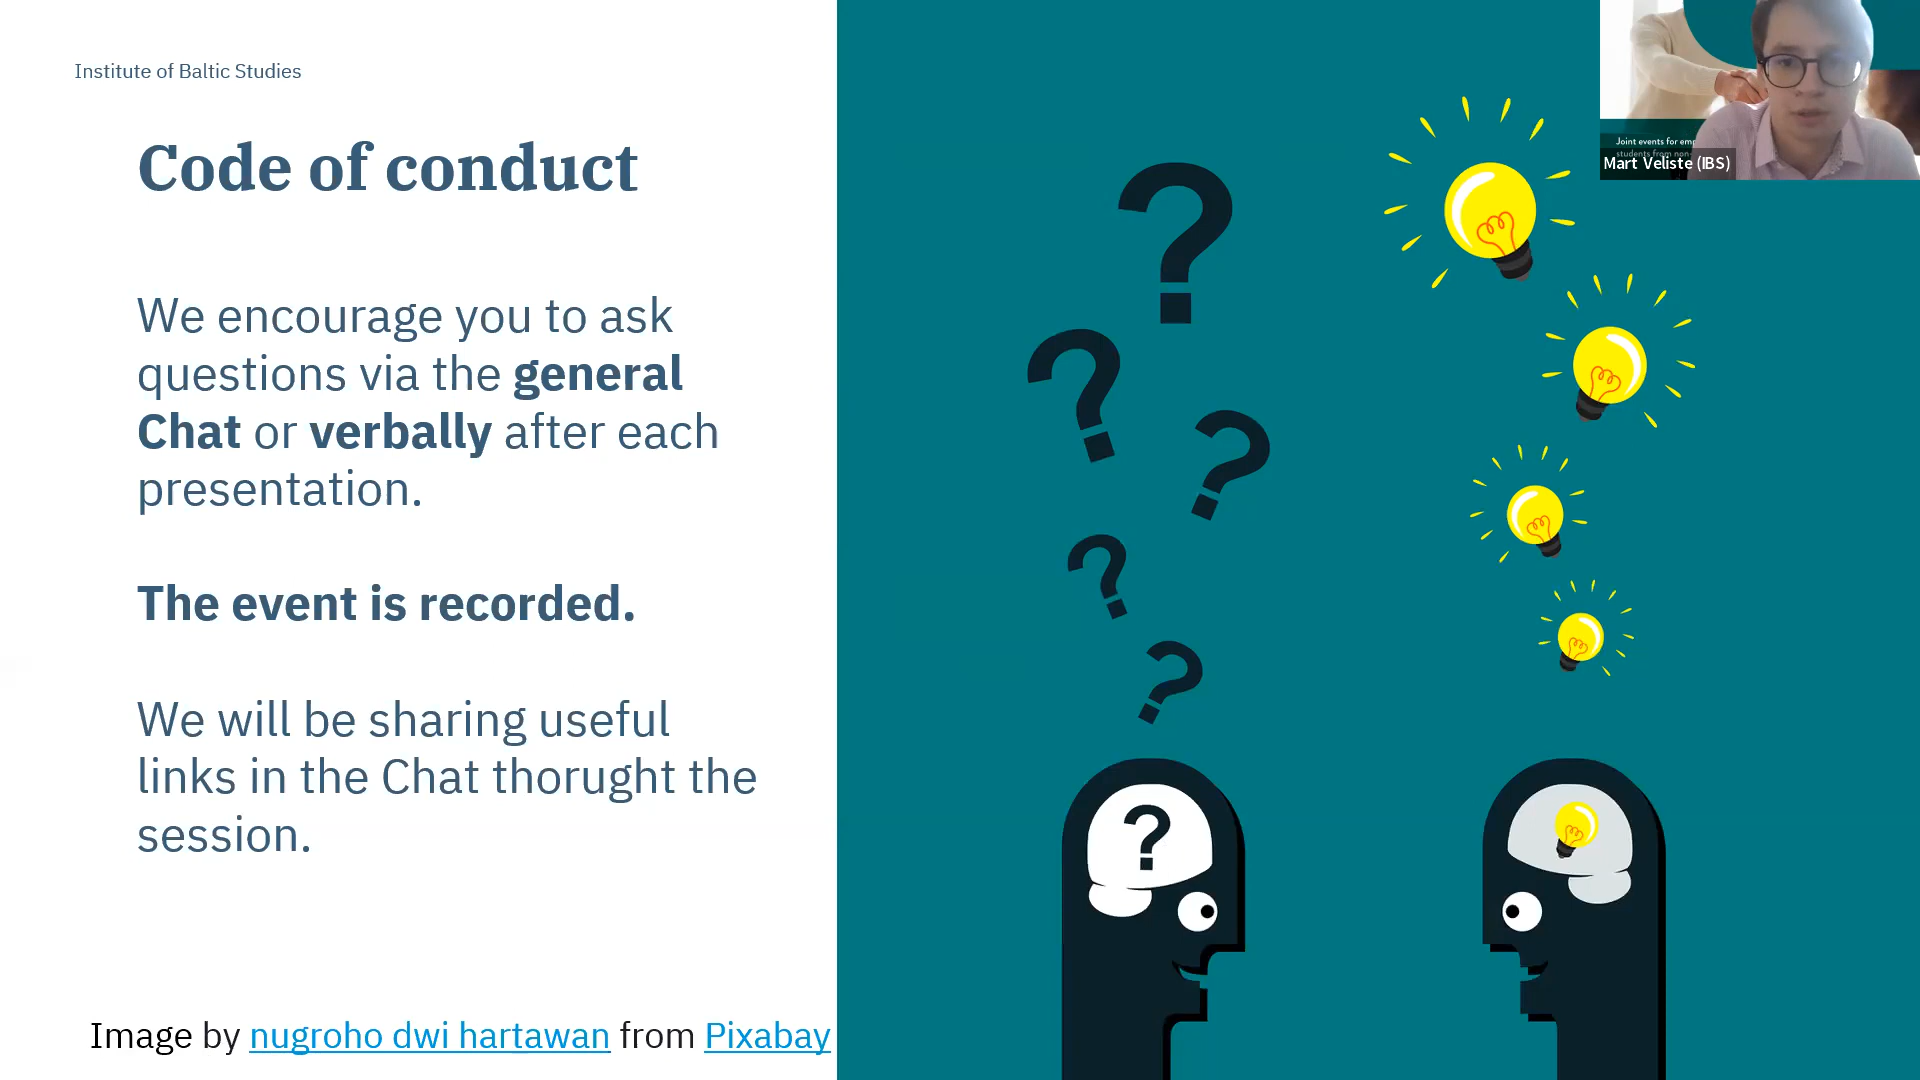 Institute of Baltic Studies
Code of conduct
We encourage you to ask
questions via the general
Chat or verbally after each
presentation.
The event is recorded.
We will be sharing useful
links in the Chat thorught the
session.
Image by nugroho dwi hartawan from Pixabay
?
?
?
?
?
?
Joint events for
students from
Mart Veliste (IBS)